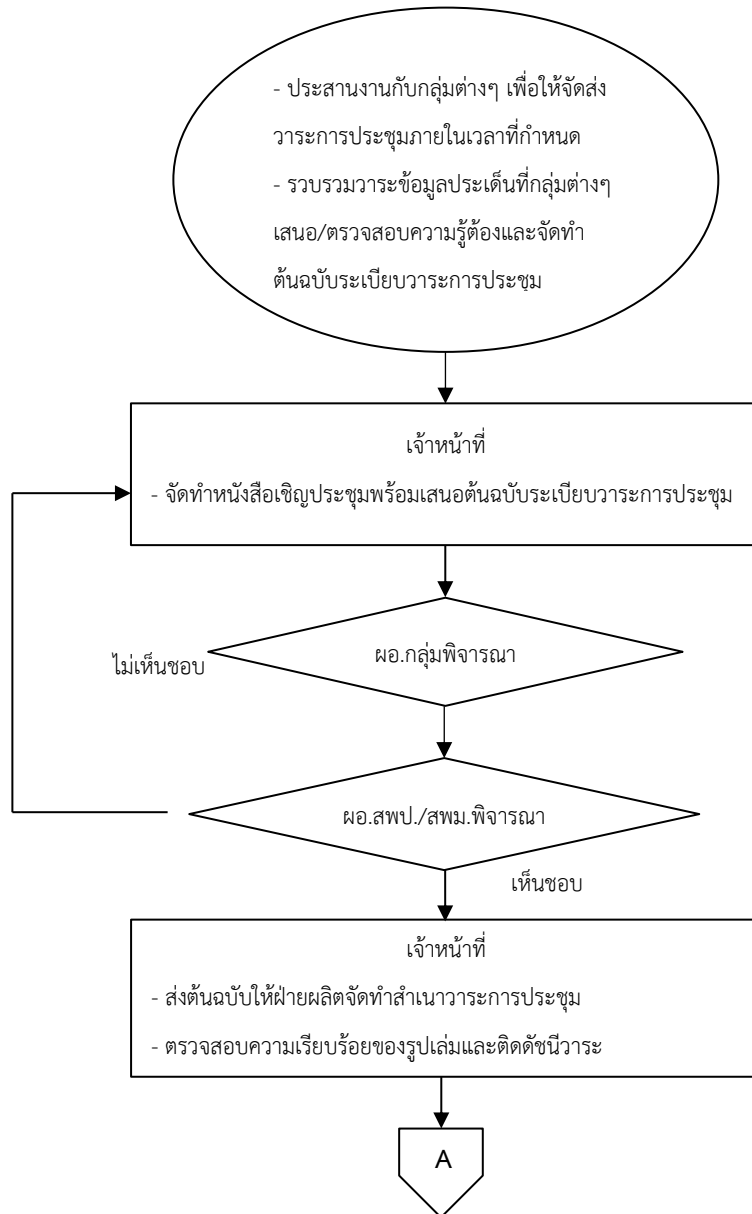 - ประสานงานกับกลุ่มต่างๆ เพื่อให้จัดส่ง
วาระการประชุมภายในเวลาที่กำหนด
- รวบรวมวาระข้อมูลประเด็นที่กลุ่มต่างๆ
เสนอ/ตรวจสอบความรู้ต้องและจัดทำ
ต้นฉบับระเบียบวาระการประชุม
เจ้าหน้าที่
- จัดทำหนังสือเชิญประชุมพร้อมเสนอต้นฉบับระเบียบวาระการประชุม
ผอ.กลุ่มพิจารณา
ไม่เห็นชอบ
ผอ.สพป./สพม.พิจารณา
เห็นชอบ
เจ้าหน้าที่
- ส่งต้นฉบับให้ฝ่ายผลิตจัดทำสำเนาวาระการประชุม
- ตรวจสอบความเรียบร้อยของรูปเล่มและติดดัชนีวาระ
A